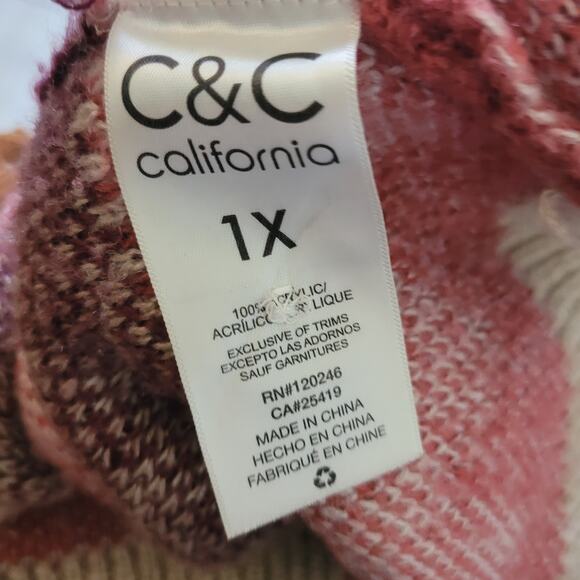 C&C
california
1X
100%
LIQUE
EXCLUSIVE OF TRIMS
EXCEPTO LAS ADORNOS
SAUF GARNITURES
RN#120246
CA#25419
MADE IN CHINA
HECHO EN CHINA
FABRIQUÉ EN CHINE